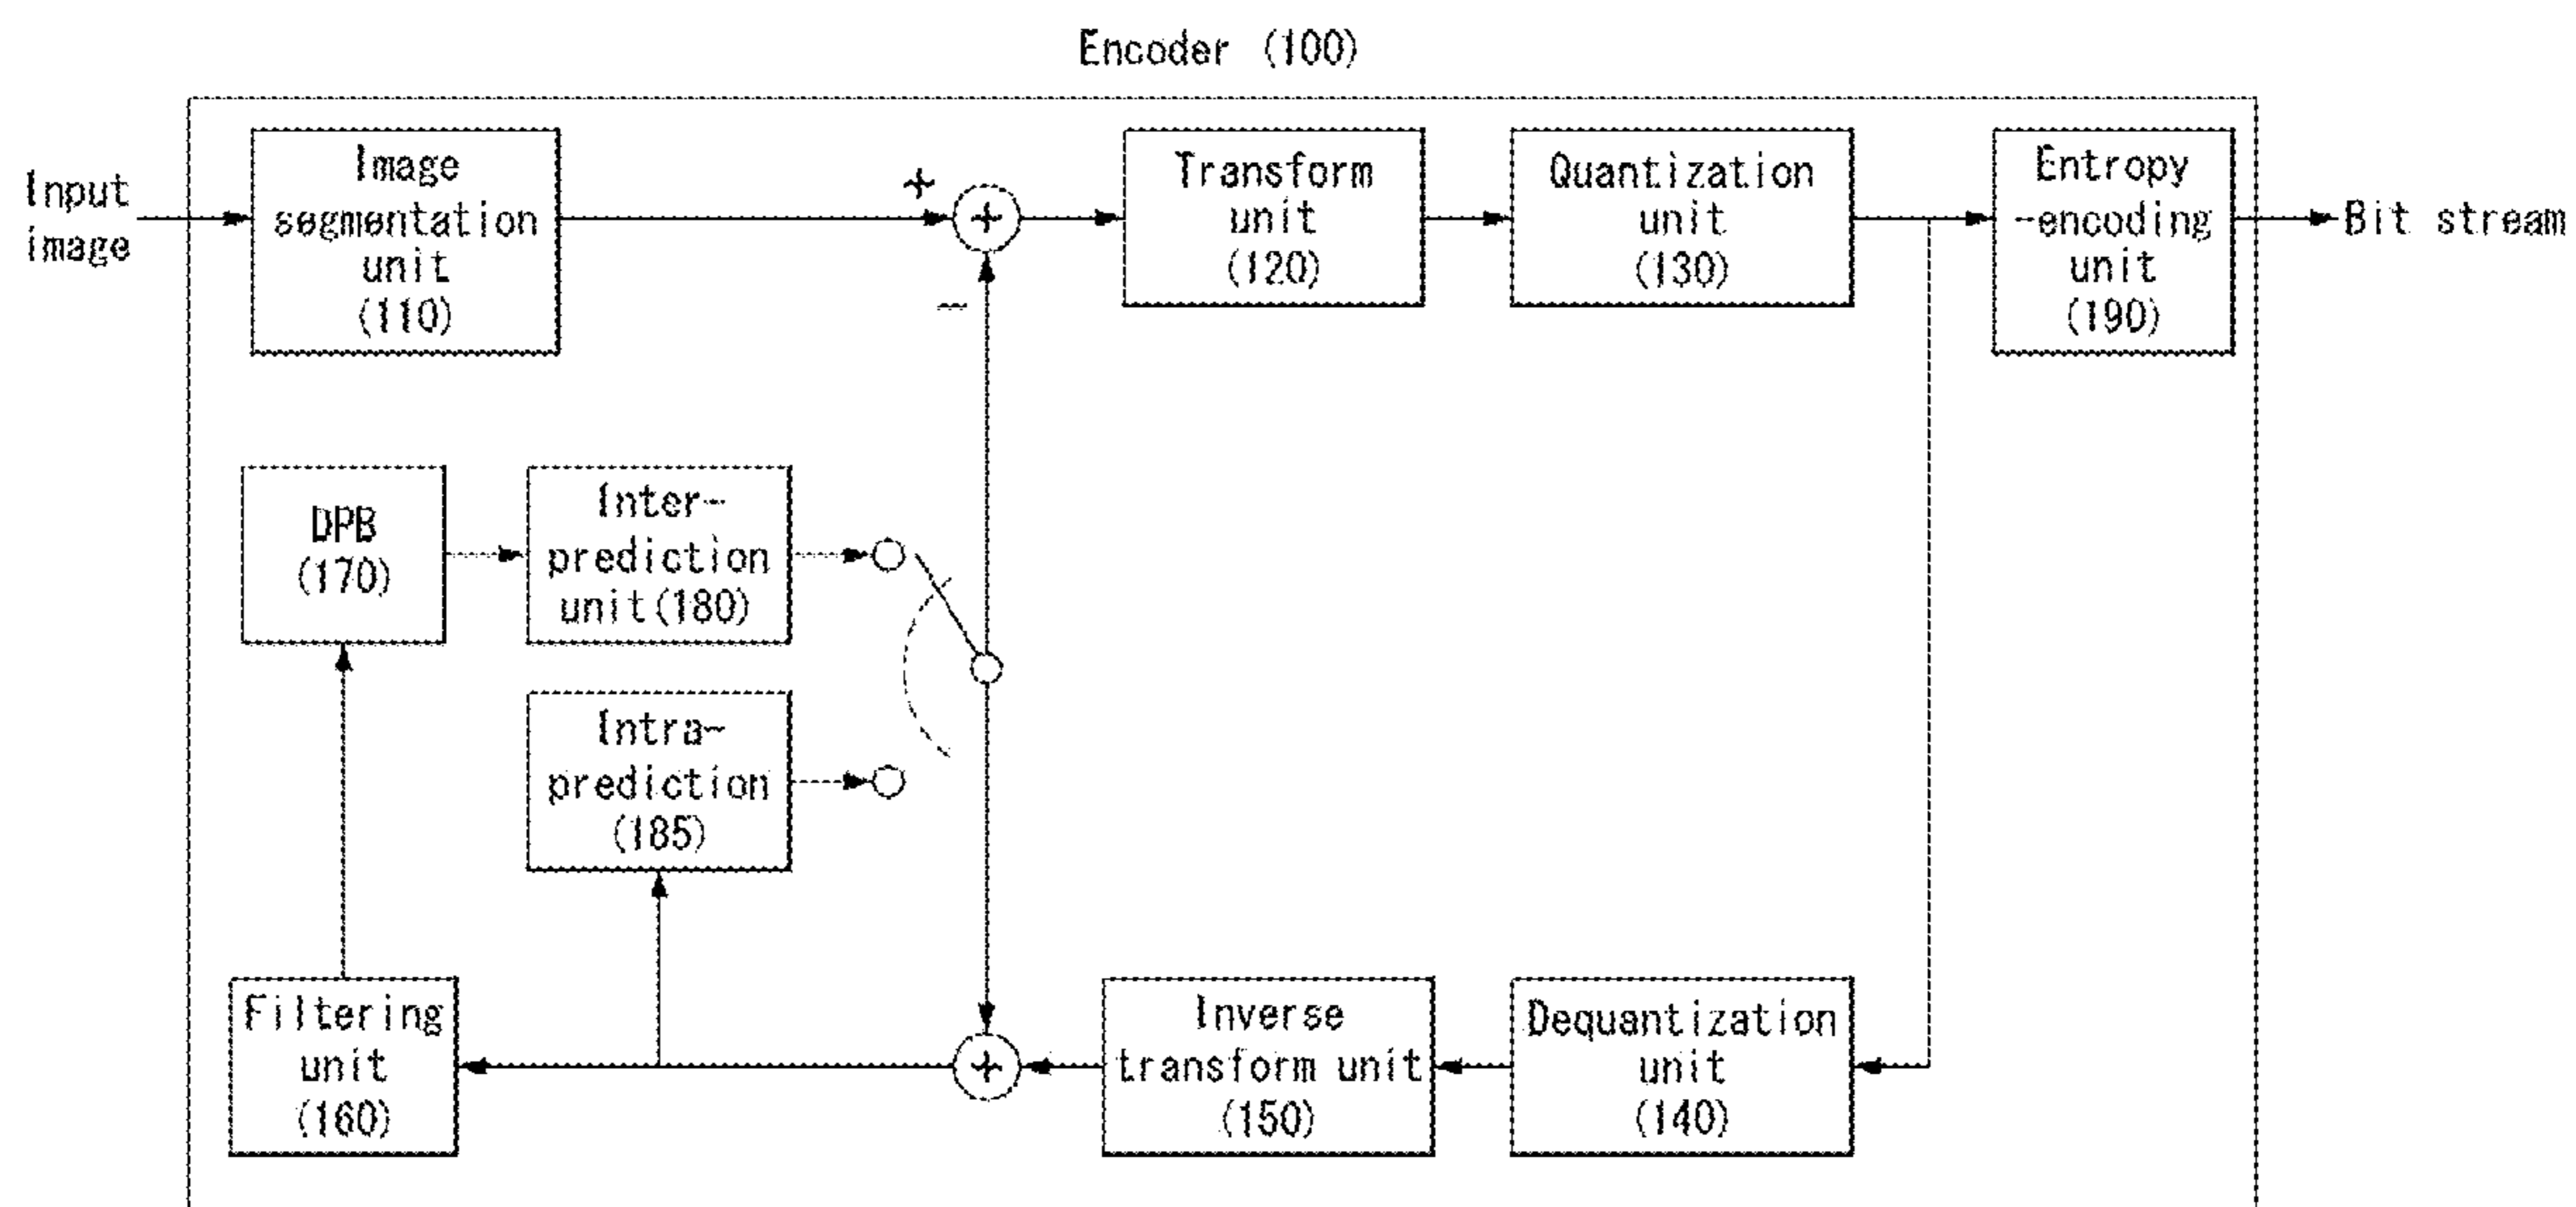 Encoder (100)
Input
image
Image
segmentation
unit
(110)
+
+
−
Transform
unit
(120)
Quantization
unit
(130)
Entropy
-encoding
unit
(190)
Bit stream
DPB
(170)
Inter-
prediction
unit(180)
Intra-
prediction
(185)
Filtering
unit
(160)
+
Inverse
transform unit
(150)
Dequantization
unit
(140)